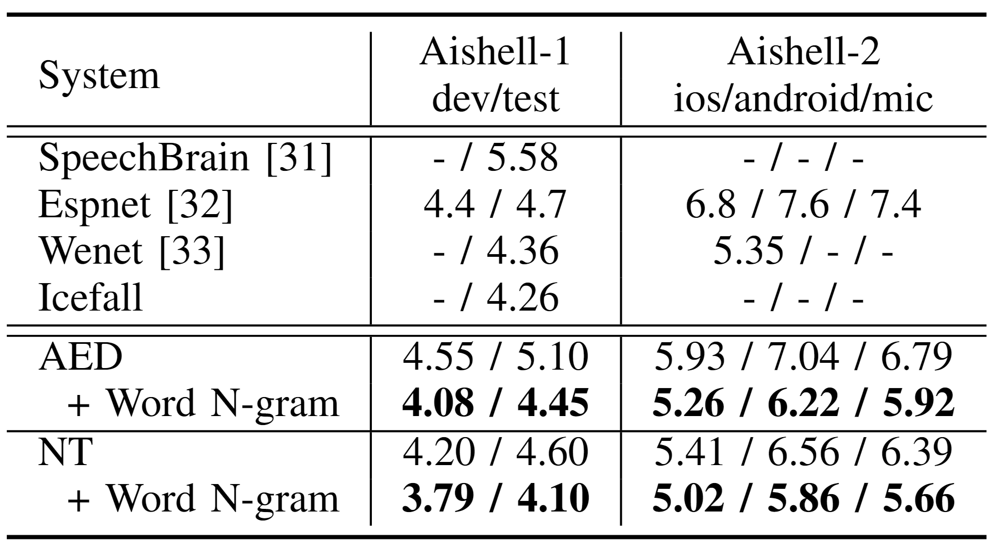 System
Aishell-1
dev/test
Aishell-2
ios/android/mic
SpeechBrain [31] - / 5.58 - / - / -
Espnet [32] 4.4 / 4.7 6.8 / 7.6 / 7.4
Wenet [33] - / 4.36 5.35 / - / -
Icefall - / 4.26 - / - / -
AED 4.55 / 5.10 5.93 / 7.04 / 6.79
+ Word N-gram 4.08 / 4.45 5.26 / 6.22 / 5.92
NT 4.20 / 4.60 5.41 / 6.56 / 6.39
+ Word N-gram 3.79 / 4.10 5.02 / 5.86 / 5.66